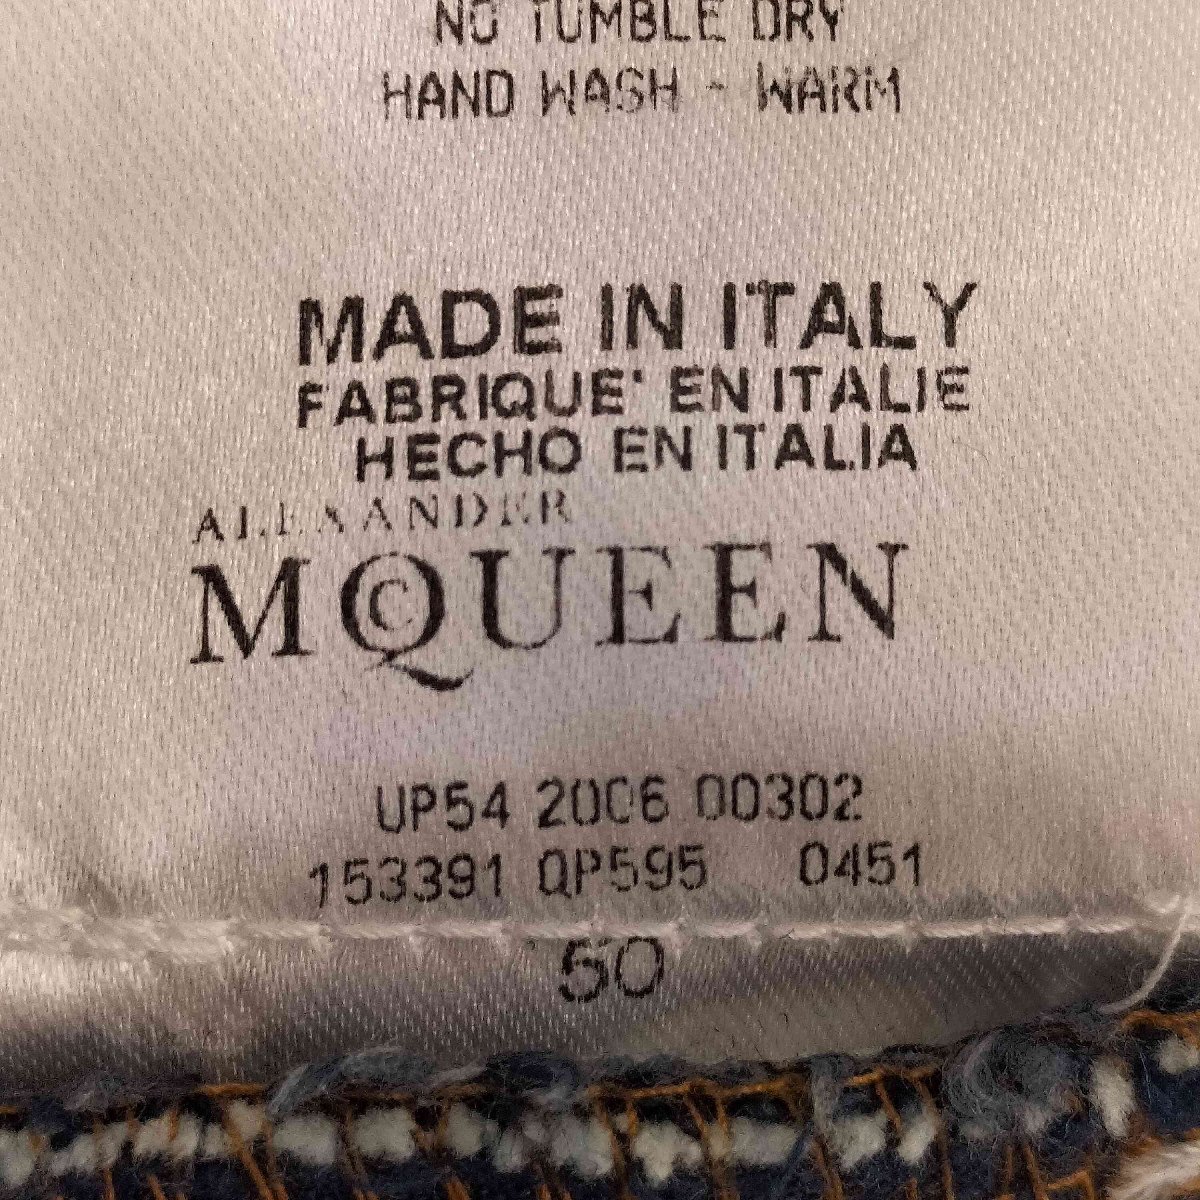 NO TUMBLE DRY
HAND WASH - WARM
MADE IN ITALY
FABRIQUE' EN ITALIE
HECHO EN ITALIA
ALEXANDER
MCQUEEN
UP54 2006 00302
153391 QP595 0451
50